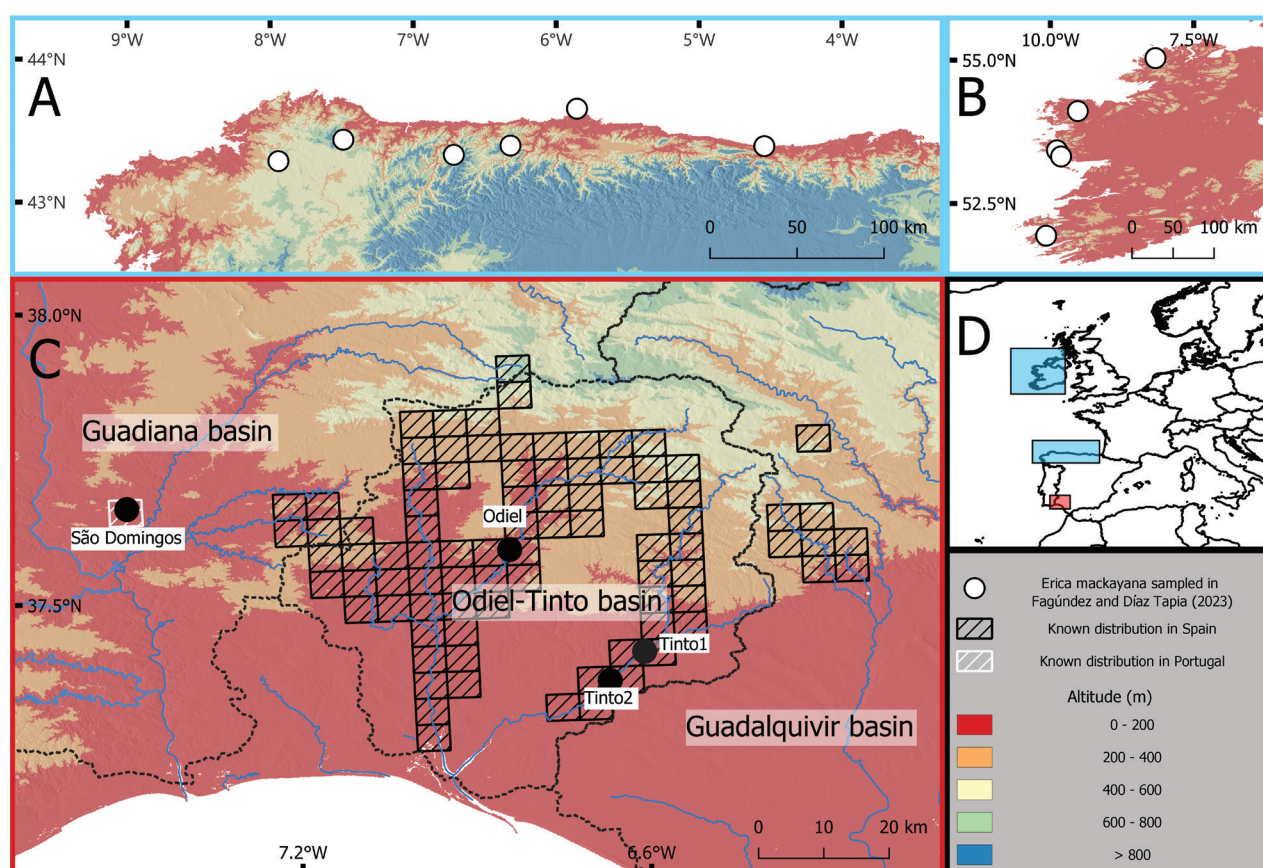 9°W
8°W
7°W
6°W
5°W
4°W
44°N
43°N
A
0
50
100 km
10.0°W
7.5°W
55.0°N
52.5°N
B
0
50
100 km
38.0°N
37.5°N
C
Guadiana basin
São Domingos
Odiel
Odiel-Tinto basin
Tinto1
Tinto2
Guadalquivir basin
7.2°W
6.6°W
0
10
20 km
D
Erica mackayana sampled in
Fagúndez and Díaz Tapia (2023)
Known distribution in Spain
Known distribution in Portugal
Altitude (m)
0 - 200
200 - 400
400 - 600
600 - 800
> 800